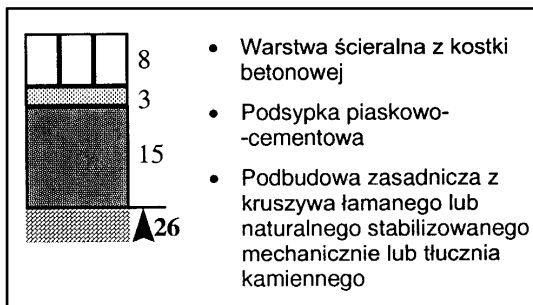 8
3
15
26
• Warstwa ścieralna z kostki
betonowej
• Podsypka piaskowo-
-cementowa
• Podbudowa zasadnicza z
kruszywa łamanego lub
naturalnego stabilizowanego
mechanicznie lub tłucznia
kamiennego